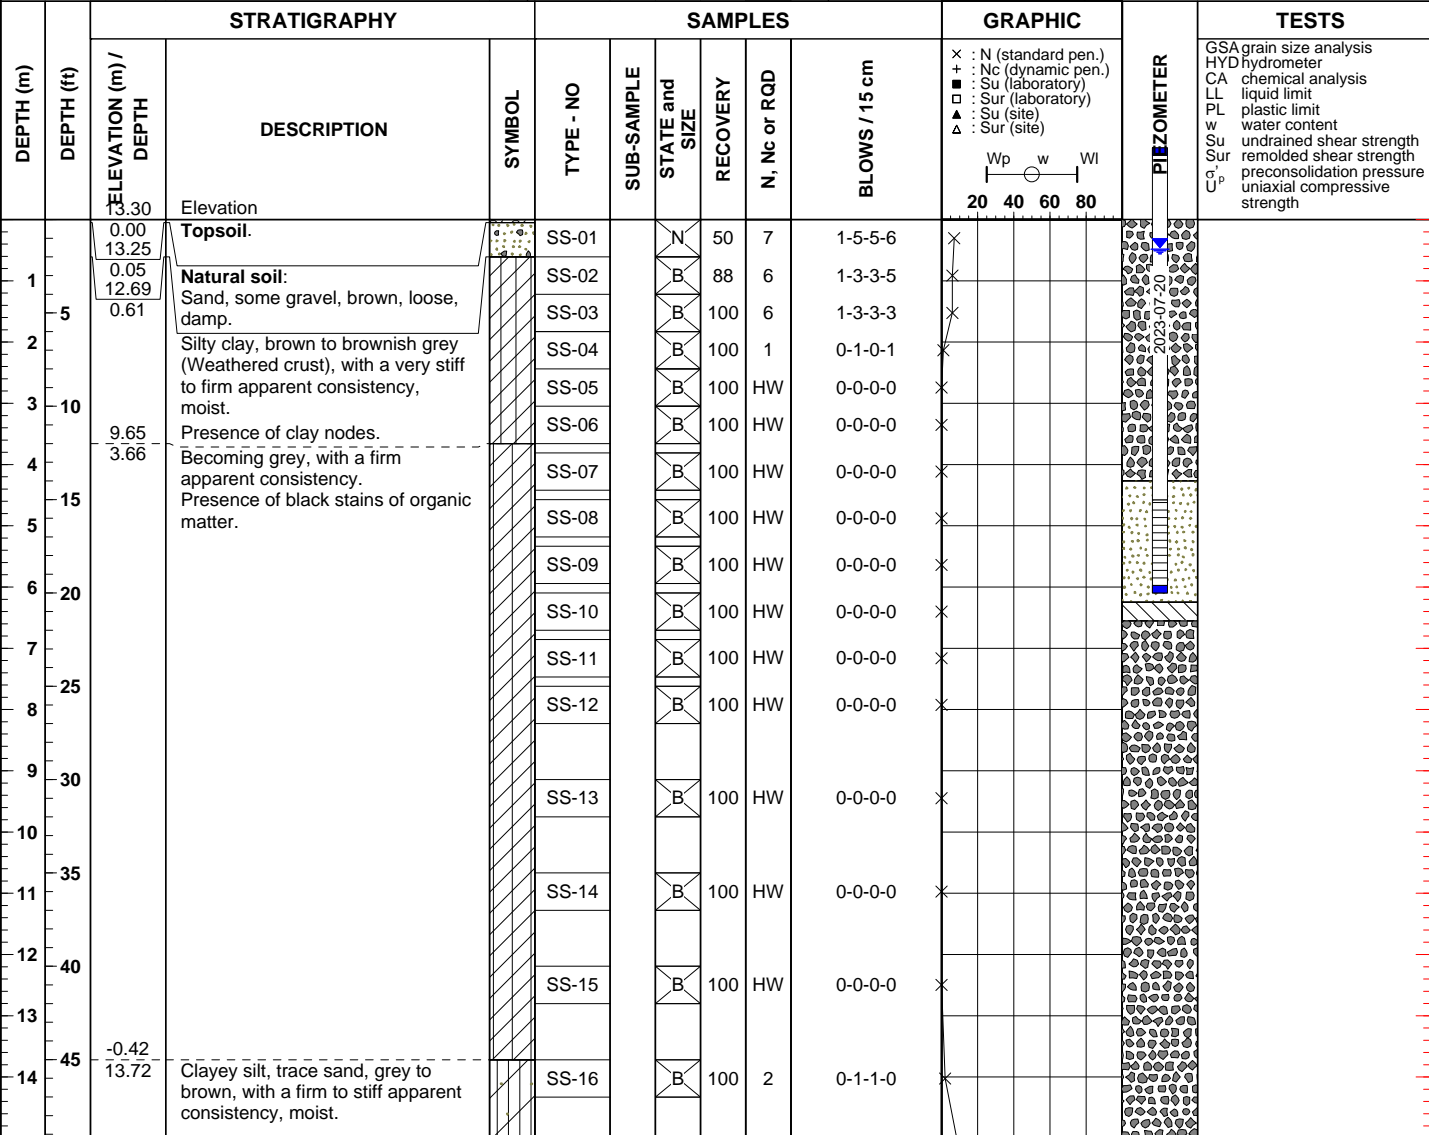 STRATIGRAPHY
SAMPLES
GRAPHIC
TESTS
DEPTH (m)
DEPTH (ft)
ELEVATION (m) /
DEPTH
DESCRIPTION
SYMBOL
TYPE - NO
SUB-SAMPLE
STATE and
SIZE
RECOVERY
N, Nc or RQD
BLOWS / 15 cm
× : N (standard pen.)
+ : Nc (dynamic pen.)
■ : Su (laboratory)
□ : Sur (laboratory)
▲ : Su (site)
△ : Sur (site)
Wp w Wl
20 40 60 80
PIEZOMETER
GSA grain size analysis
HYD hydrometer
CA chemical analysis
LL liquid limit
PL plastic limit
w water content
Su undrained shear strength
Sur remolded shear strength
σ'p preconsolidation pressure
U uniaxial compressive
strength
13.30 Elevation
0.00 Topsoil.
13.25
0.05 Natural soil:
12.69 Sand, some gravel, brown, loose,
0.61 damp.
Silty clay, brown to brownish grey
(Weathered crust), with a very stiff
to firm apparent consistency,
moist.
9.65 Presence of clay nodes.
3.66 Becoming grey, with a firm
apparent consistency.
Presence of black stains of organic
matter.
-0.42
13.72 Clayey silt, trace sand, grey to
brown, with a firm to stiff apparent
consistency, moist.
SS-01 N 50 7 1-5-5-6
SS-02 B 88 6 1-3-3-5
SS-03 B 100 6 1-3-3-3
SS-04 B 100 1 0-1-0-1
SS-05 B 100 HW 0-0-0-0
SS-06 B 100 HW 0-0-0-0
SS-07 B 100 HW 0-0-0-0
SS-08 B 100 HW 0-0-0-0
SS-09 B 100 HW 0-0-0-0
SS-10 B 100 HW 0-0-0-0
SS-11 B 100 HW 0-0-0-0
SS-12 B 100 HW 0-0-0-0
SS-13 B 100 HW 0-0-0-0
SS-14 B 100 HW 0-0-0-0
SS-15 B 100 HW 0-0-0-0
SS-16 B 100 2 0-1-1-0
2023-07-20
1
2
3
4
5
6
7
8
9
10
11
12
13
14
5
10
15
20
25
30
35
40
45